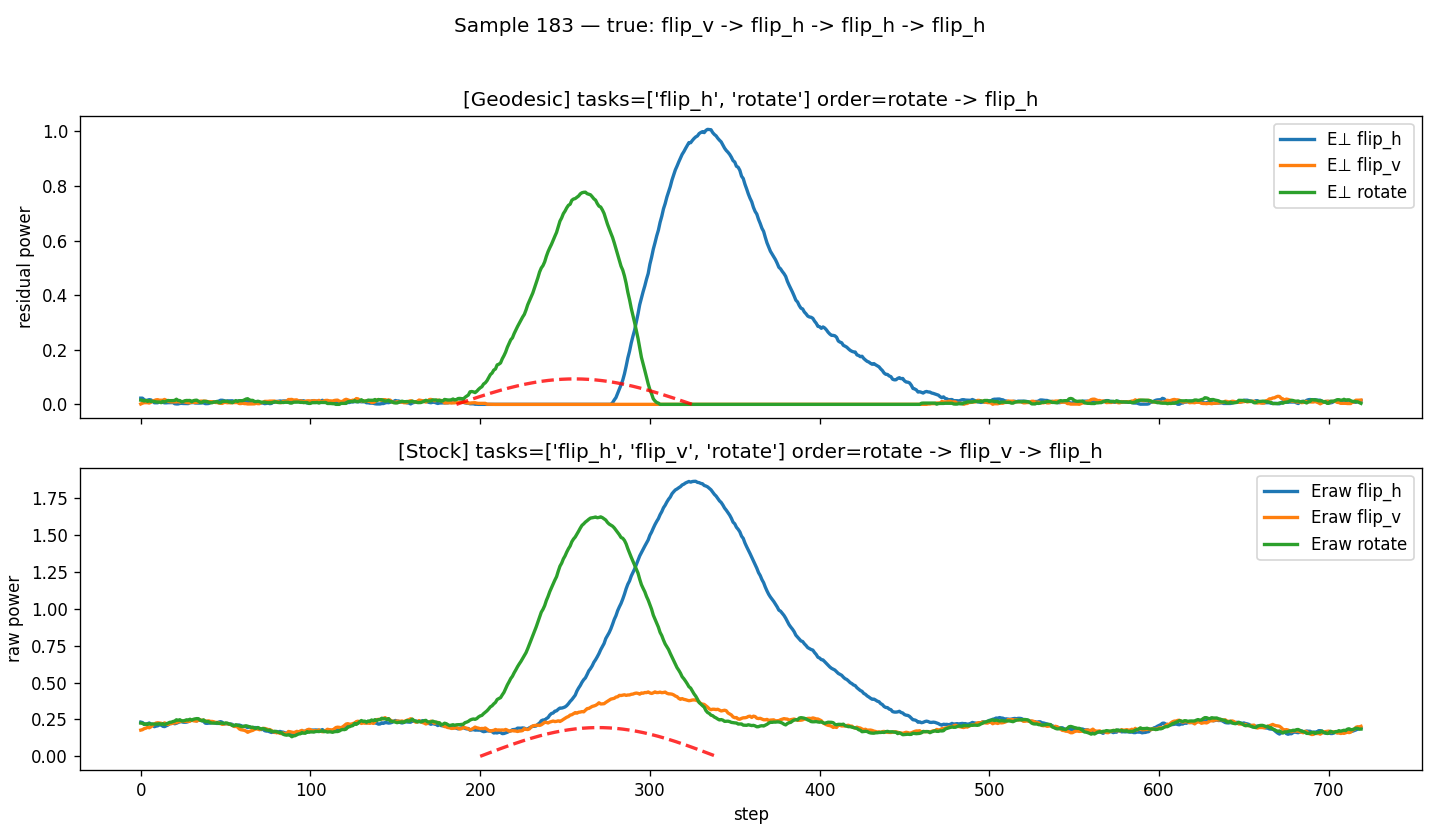 Sample 183 — true: flip_v -> flip_h -> flip_h -> flip_h
[Geodesic] tasks=['flip_h', 'rotate'] order=rotate -> flip_h
residual power
1.0
0.8
0.6
0.4
0.2
0.0
E⊥ flip_h
E⊥ flip_v
E⊥ rotate
[Stock] tasks=['flip_h', 'flip_v', 'rotate'] order=rotate -> flip_v -> flip_h
raw power
1.75
1.50
1.25
1.00
0.75
0.50
0.25
0.00
Eraw flip_h
Eraw flip_v
Eraw rotate
0 100 200 300 400 500 600 700
step